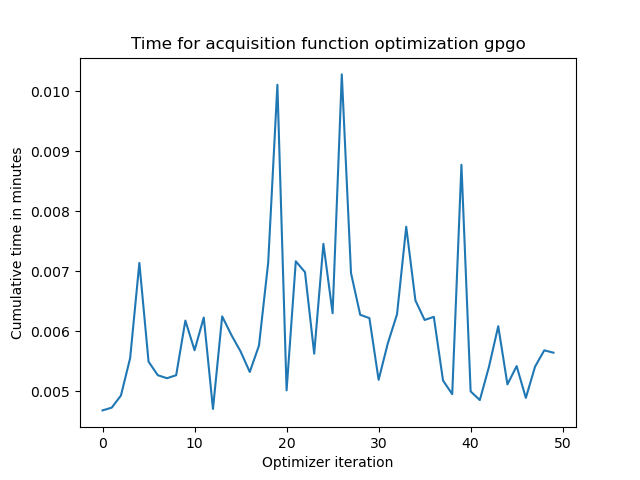 Time for acquisition function optimization gpgo
Cumulative time in minutes
0.010
0.009
0.008
0.007
0.006
0.005
0 10 20 30 40 50
Optimizer iteration